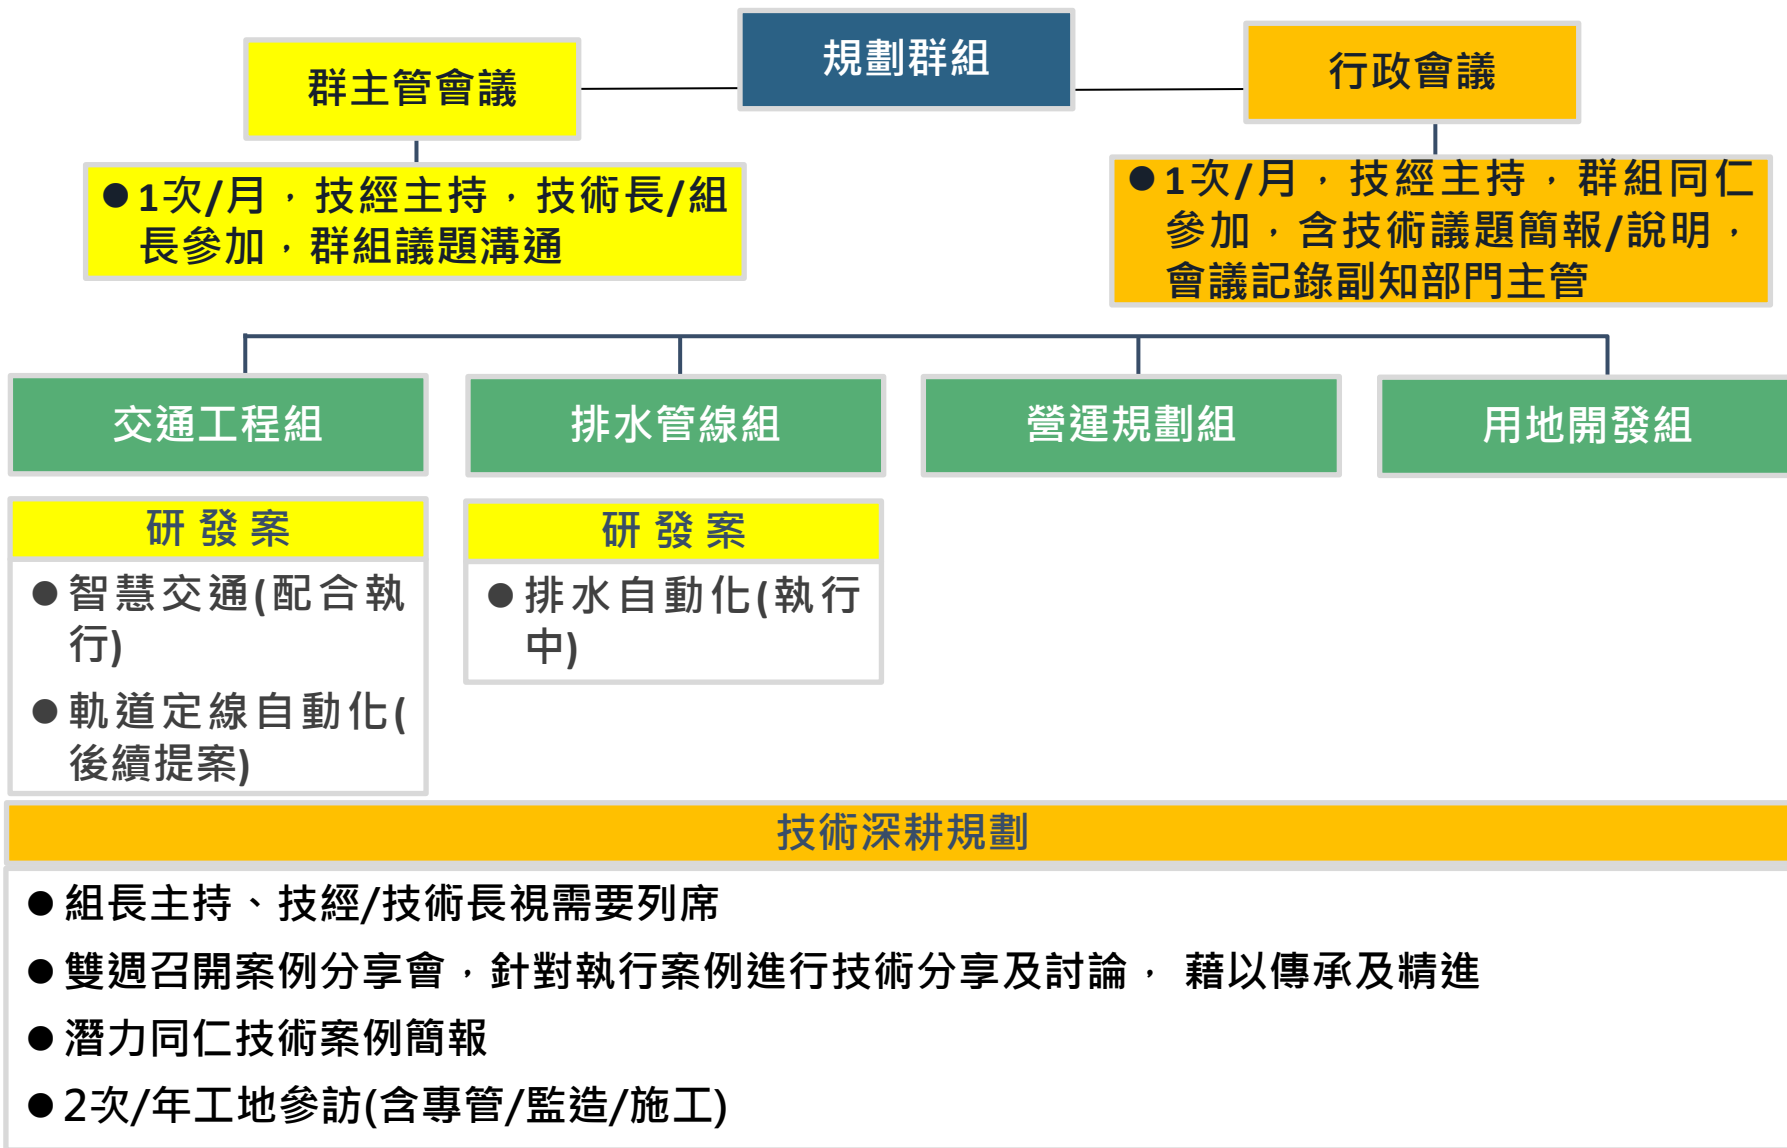 規劃群組
群主管會議
行政會議
●1次/月，技經主持，技術長/組
長參加，群組議題溝通
●1次/月，技經主持，群組同仁
參加，含技術議題簡報/說明，
會議記錄副知部門主管
交通工程組
排水管線組
營運規劃組
用地開發組
研發案
●智慧交通(配合執
行)
●軌道定線自動化(
後續提案)
研發案
●排水自動化(執行
中)
技術深耕規劃
●組長主持、技經/技術長視需要列席
●雙週召開案例分享會，針對執行案例進行技術分享及討論， 藉以傳承及精進
●潛力同仁技術案例簡報
●2次/年工地參訪(含專管/監造/施工)